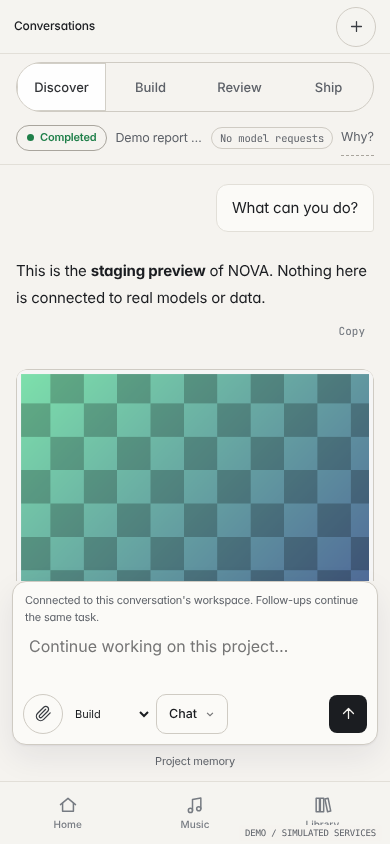 Conversations
Discover Build Review Ship
Completed Demo report ... No model requests Why?
What can you do?
This is the staging preview of NOVA. Nothing here
is connected to real models or data.
Copy
Connected to this conversation's workspace. Follow-ups continue
the same task.
Continue working on this project...
Build Chat
Project memory
Home Music Library
DEMO / SIMULATED SERVICES